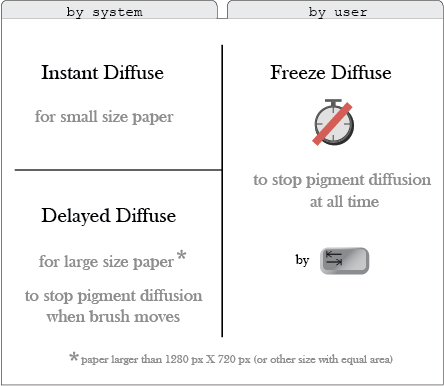 by system
by user
Instant Diffuse
for small size paper
Delayed Diffuse
for large size paper*
to stop pigment diffusion
when brush moves
Freeze Diffuse
to stop pigment diffusion
at all time
by
* paper larger than 1280 px X 720 px (or other size with equal area)